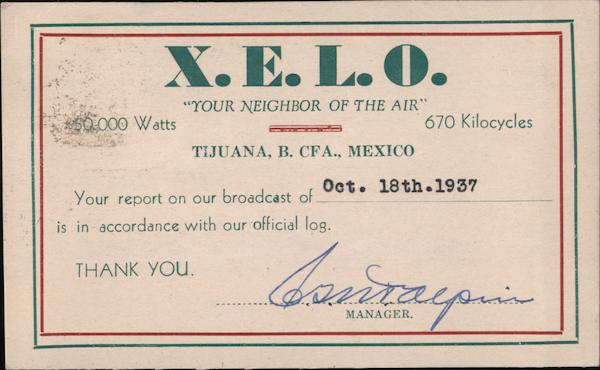 X.E.L.O.
"YOUR NEIGHBOR OF THE AIR"
50,000 Watts
670 Kilocycles
TIJUANA, B. CFA., MEXICO
Your report on our broadcast of Oct. 18th.1937
is in accordance with our official log.
THANK YOU.
MANAGER.